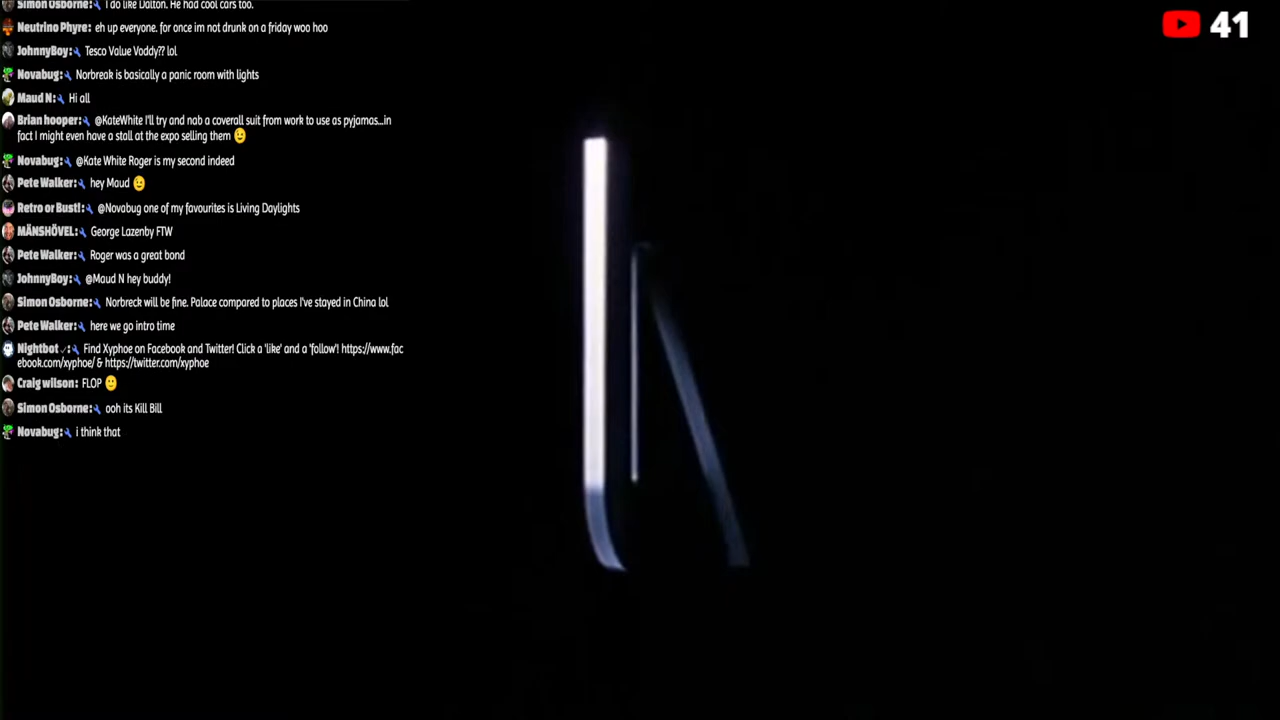 Simon Osborne: I do like Dalton. He had cool cars too.
Neutrino Phyre: eh up everyone. for once im not drunk on a friday woo hoo
JohnnyBoy: Tesco Value Voddy?? lol
Novabug: Norbreak is basically a panic room with lights
Maud N: Hi all
Brian hooper: @KateWhite I'll try and nab a coverall suit from work to use as pyjamas...in
fact I might even have a stall at the expo selling them 😉
Novabug: @Kate White Roger is my second indeed
Pete Walker: hey Maud 😉
Retro or Bust!: @Novabug one of my favourites is Living Daylights
MÄNSHÖVEL: George Lazenby FTW
Pete Walker: Roger was a great bond
JohnnyBoy: @Maud N hey buddy!
Simon Osborne: Norbreck will be fine. Palace compared to places I've stayed in China lol
Pete Walker: here we go intro time
Nightbot ✓: Find Xyphoe on Facebook and Twitter! Click a 'like' and a 'follow'! https://www.fac
ebook.com/xyphoe/ & https://twitter.com/xyphoe
Craig wilson: FLOP 🙂
Simon Osborne: ooh its Kill Bill
Novabug: i think that
41